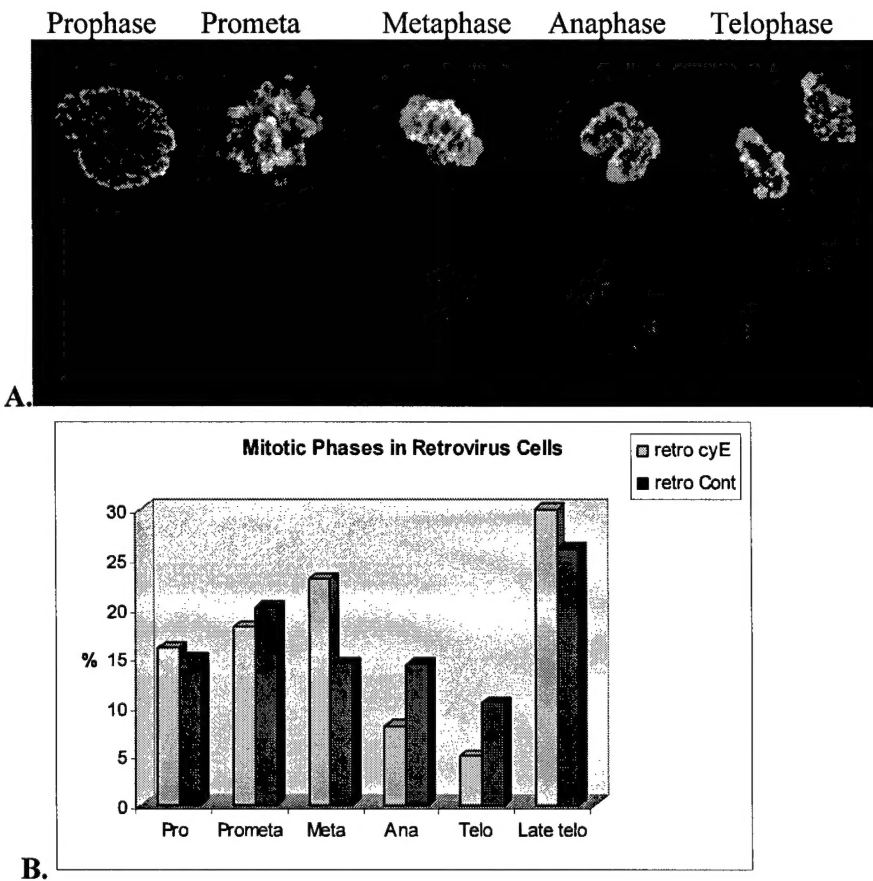 Prophase Prometa Metaphase Anaphase Telophase
A.
Mitotic Phases in Retrovirus Cells
retro cyE
retro Cont
30
25
20
15
10
5
0
%
Pro Prometa Meta Ana Telo Late telo
B.